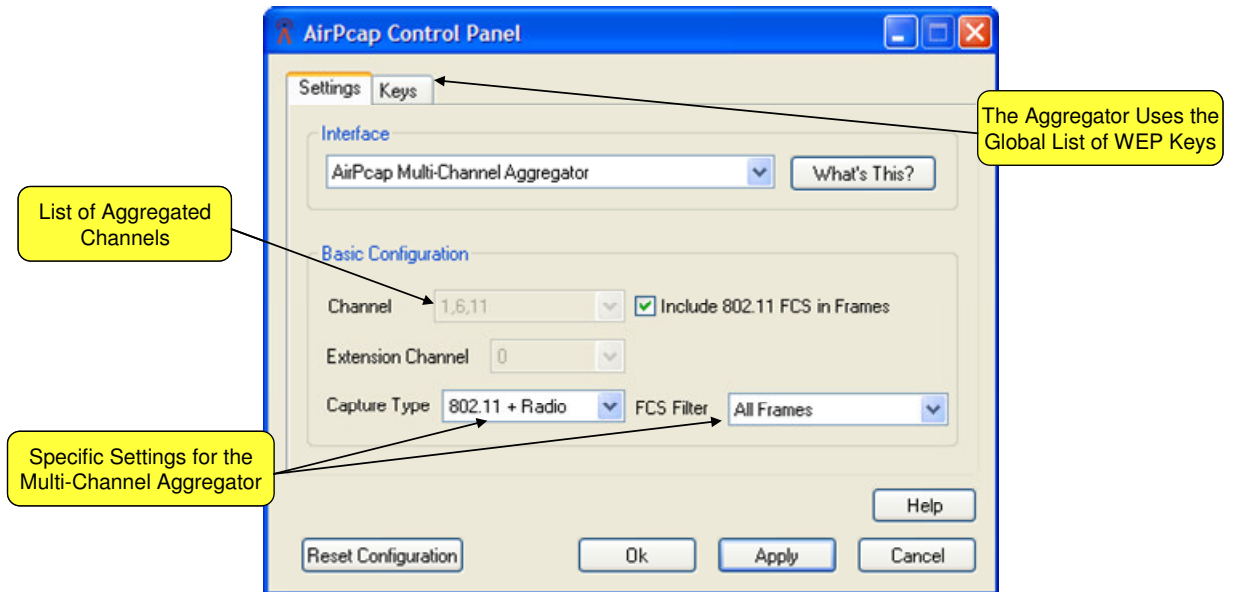 AirPcap Control Panel
Settings
Keys
The Aggregator Uses the
Global List of WEP Keys
Interface
AirPcap Multi-Channel Aggregator
What's This?
List of Aggregated
Channels
Basic Configuration
Channel
1,6,11
Include 802.11 FCS in Frames
Extension Channel
0
Capture Type
802.11 + Radio
FCS Filter
All Frames
Specific Settings for the
Multi-Channel Aggregator
Help
Reset Configuration
Ok
Apply
Cancel